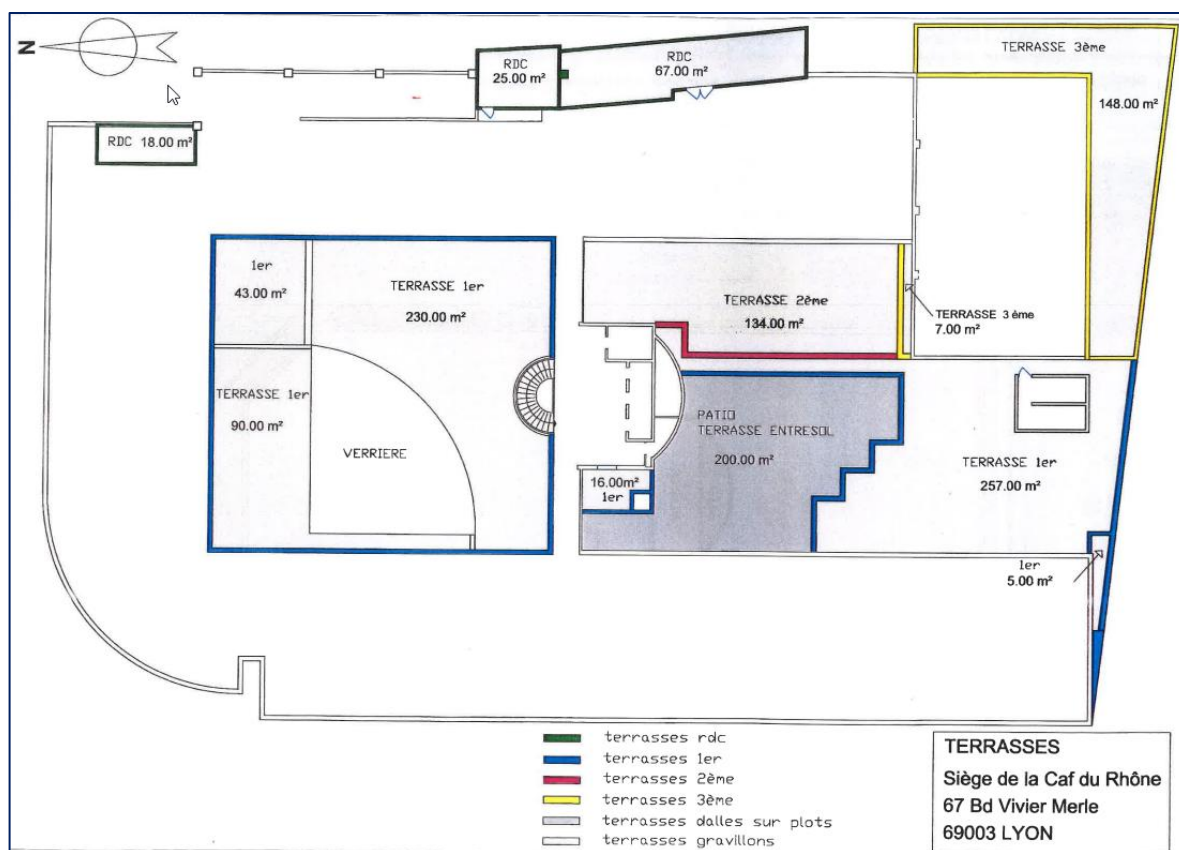 N
RDC
25.00 m²
RDC
67.00 m²
TERRASSE 3ème
148.00 m²
RDC 18.00 m²
1er
43.00 m²
TERRASSE 1er
230.00 m²
TERRASSE 2ème
134.00 m²
TERRASSE 3 ème
7.00 m²
TERRASSE 1er
90.00 m²
VERRIERE
PATIO
TERRASSE ENTRESOL
200.00 m²
16.00m²
1er
TERRASSE 1er
257.00 m²
1er
5.00 m²
terrasses rdc
terrasses 1er
terrasses 2ème
terrasses 3ème
terrasses dalles sur plots
terrasses gravillons
TERRASSES
Siège de la Caf du Rhône
67 Bd Vivier Merle
69003 LYON